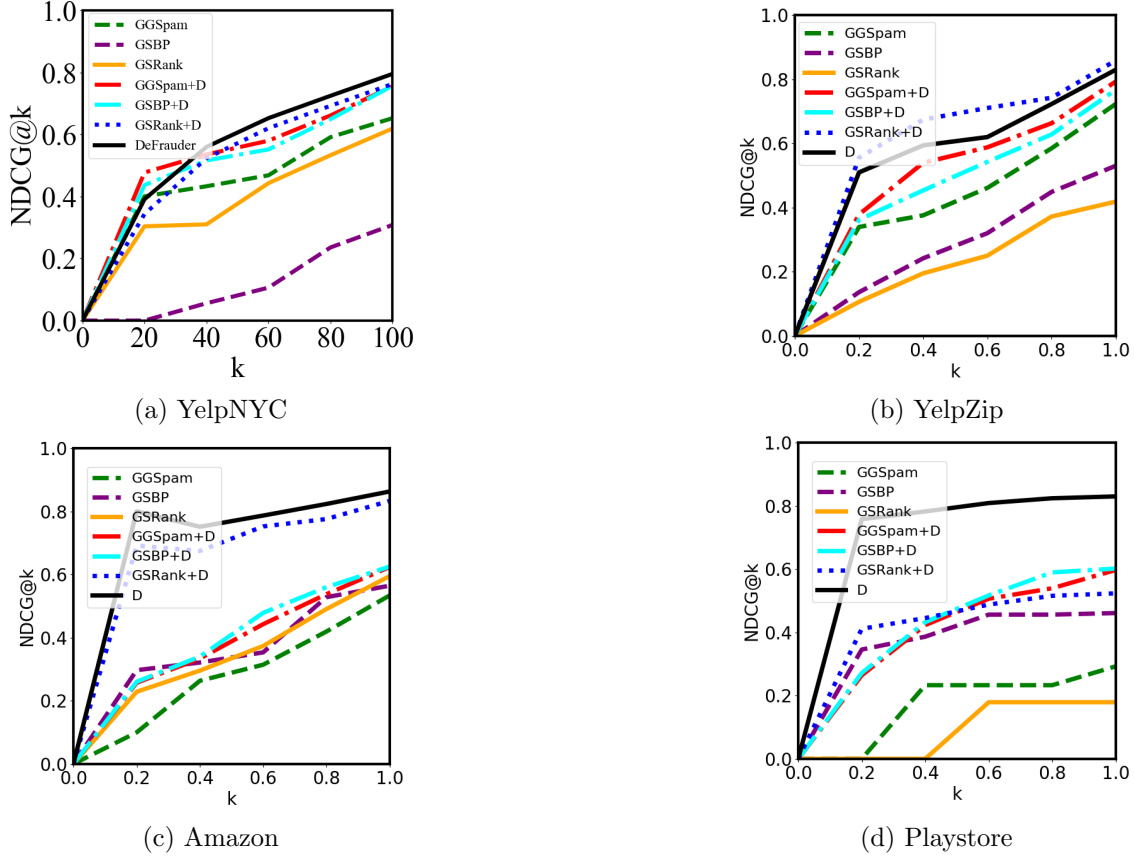 1.0
0.8
0.6
0.4
0.2
0.0
NDCG@k
GGSpam
GSBP
GSRank
GGSpam+D
GSBP+D
GSRank+D
DeFrauder
0 20 40 60 80 100
k
(a) YelpNYC
1.0
0.8
0.6
0.4
0.2
0.0
NDCG@k
GGSpam
GSBP
GSRank
GGSpam+D
GSBP+D
GSRank+D
D
0.0 0.2 0.4 0.6 0.8 1.0
k
(b) YelpZip
1.0
0.8
0.6
0.4
0.2
0.0
NDCG@k
GGSpam
GSBP
GSRank
GGSpam+D
GSBP+D
GSRank+D
D
0.0 0.2 0.4 0.6 0.8 1.0
k
(c) Amazon
1.0
0.8
0.6
0.4
0.2
0.0
NDCG@k
GGSpam
GSBP
GSRank
GGSpam+D
GSBP+D
GSRank+D
D
0.0 0.2 0.4 0.6 0.8 1.0
k
(d) Playstore